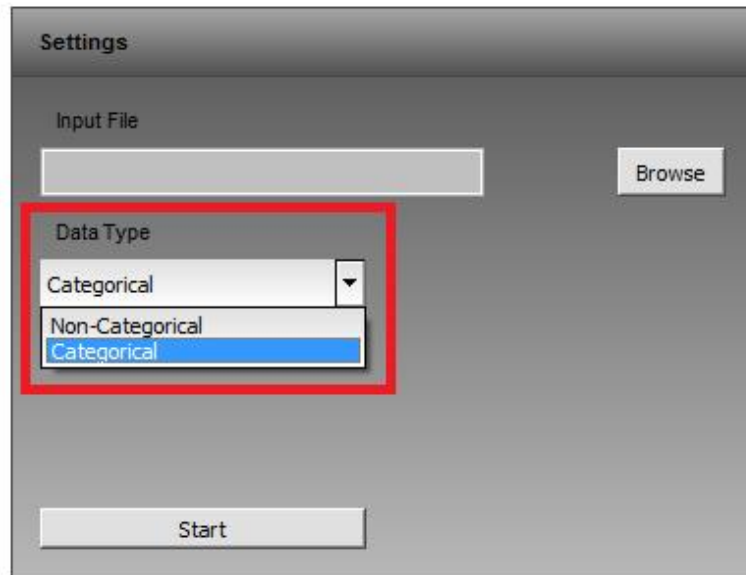 Settings
Input File
Browse
Data Type
Categorical
Non-Categorical
Categorical
Start